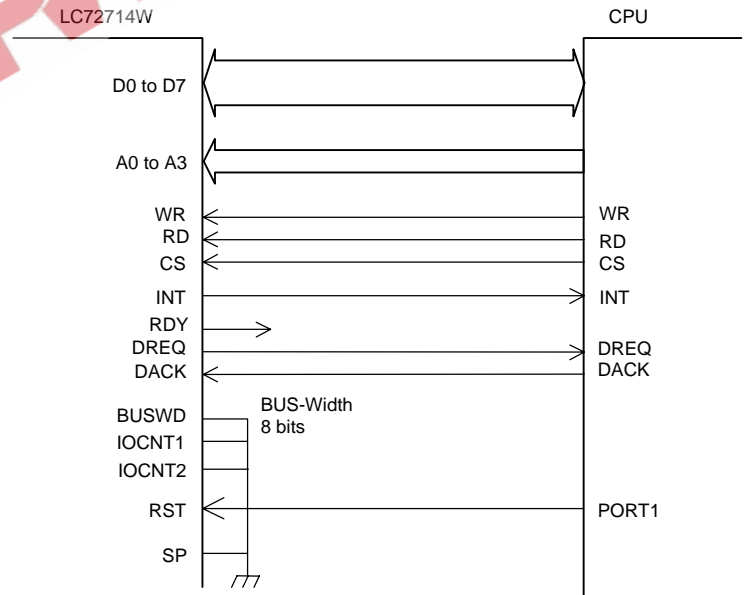 LC72714W CPU
D0 to D7
A0 to A3
WR WR
RD RD
CS CS
INT INT
RDY
DREQ DREQ
DACK DACK
BUSWD BUS-Width
8 bits
IOCNT1
IOCNT2
RST PORT1
SP